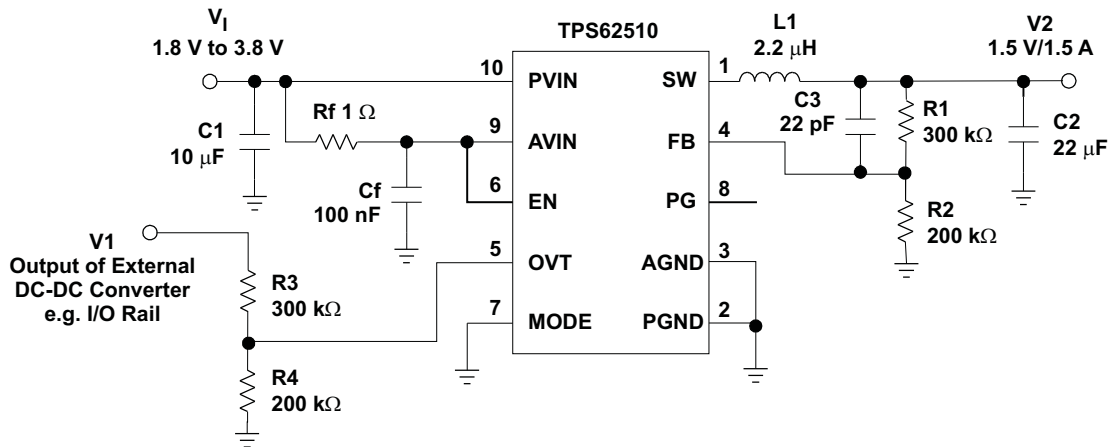 V_I
1.8 V to 3.8 V
TPS62510
L1
2.2 μH
V2
1.5 V/1.5 A
10
PVIN
SW
1
C1
10 μF
Rf 1 Ω
9
AVIN
FB
4
C3
22 pF
R1
300 kΩ
C2
22 μF
Cf
100 nF
6
EN
PG
8
R2
200 kΩ
V1
Output of External
DC-DC Converter
e.g. I/O Rail
5
OVT
AGND
3
R3
300 kΩ
7
MODE
PGND
2
R4
200 kΩ